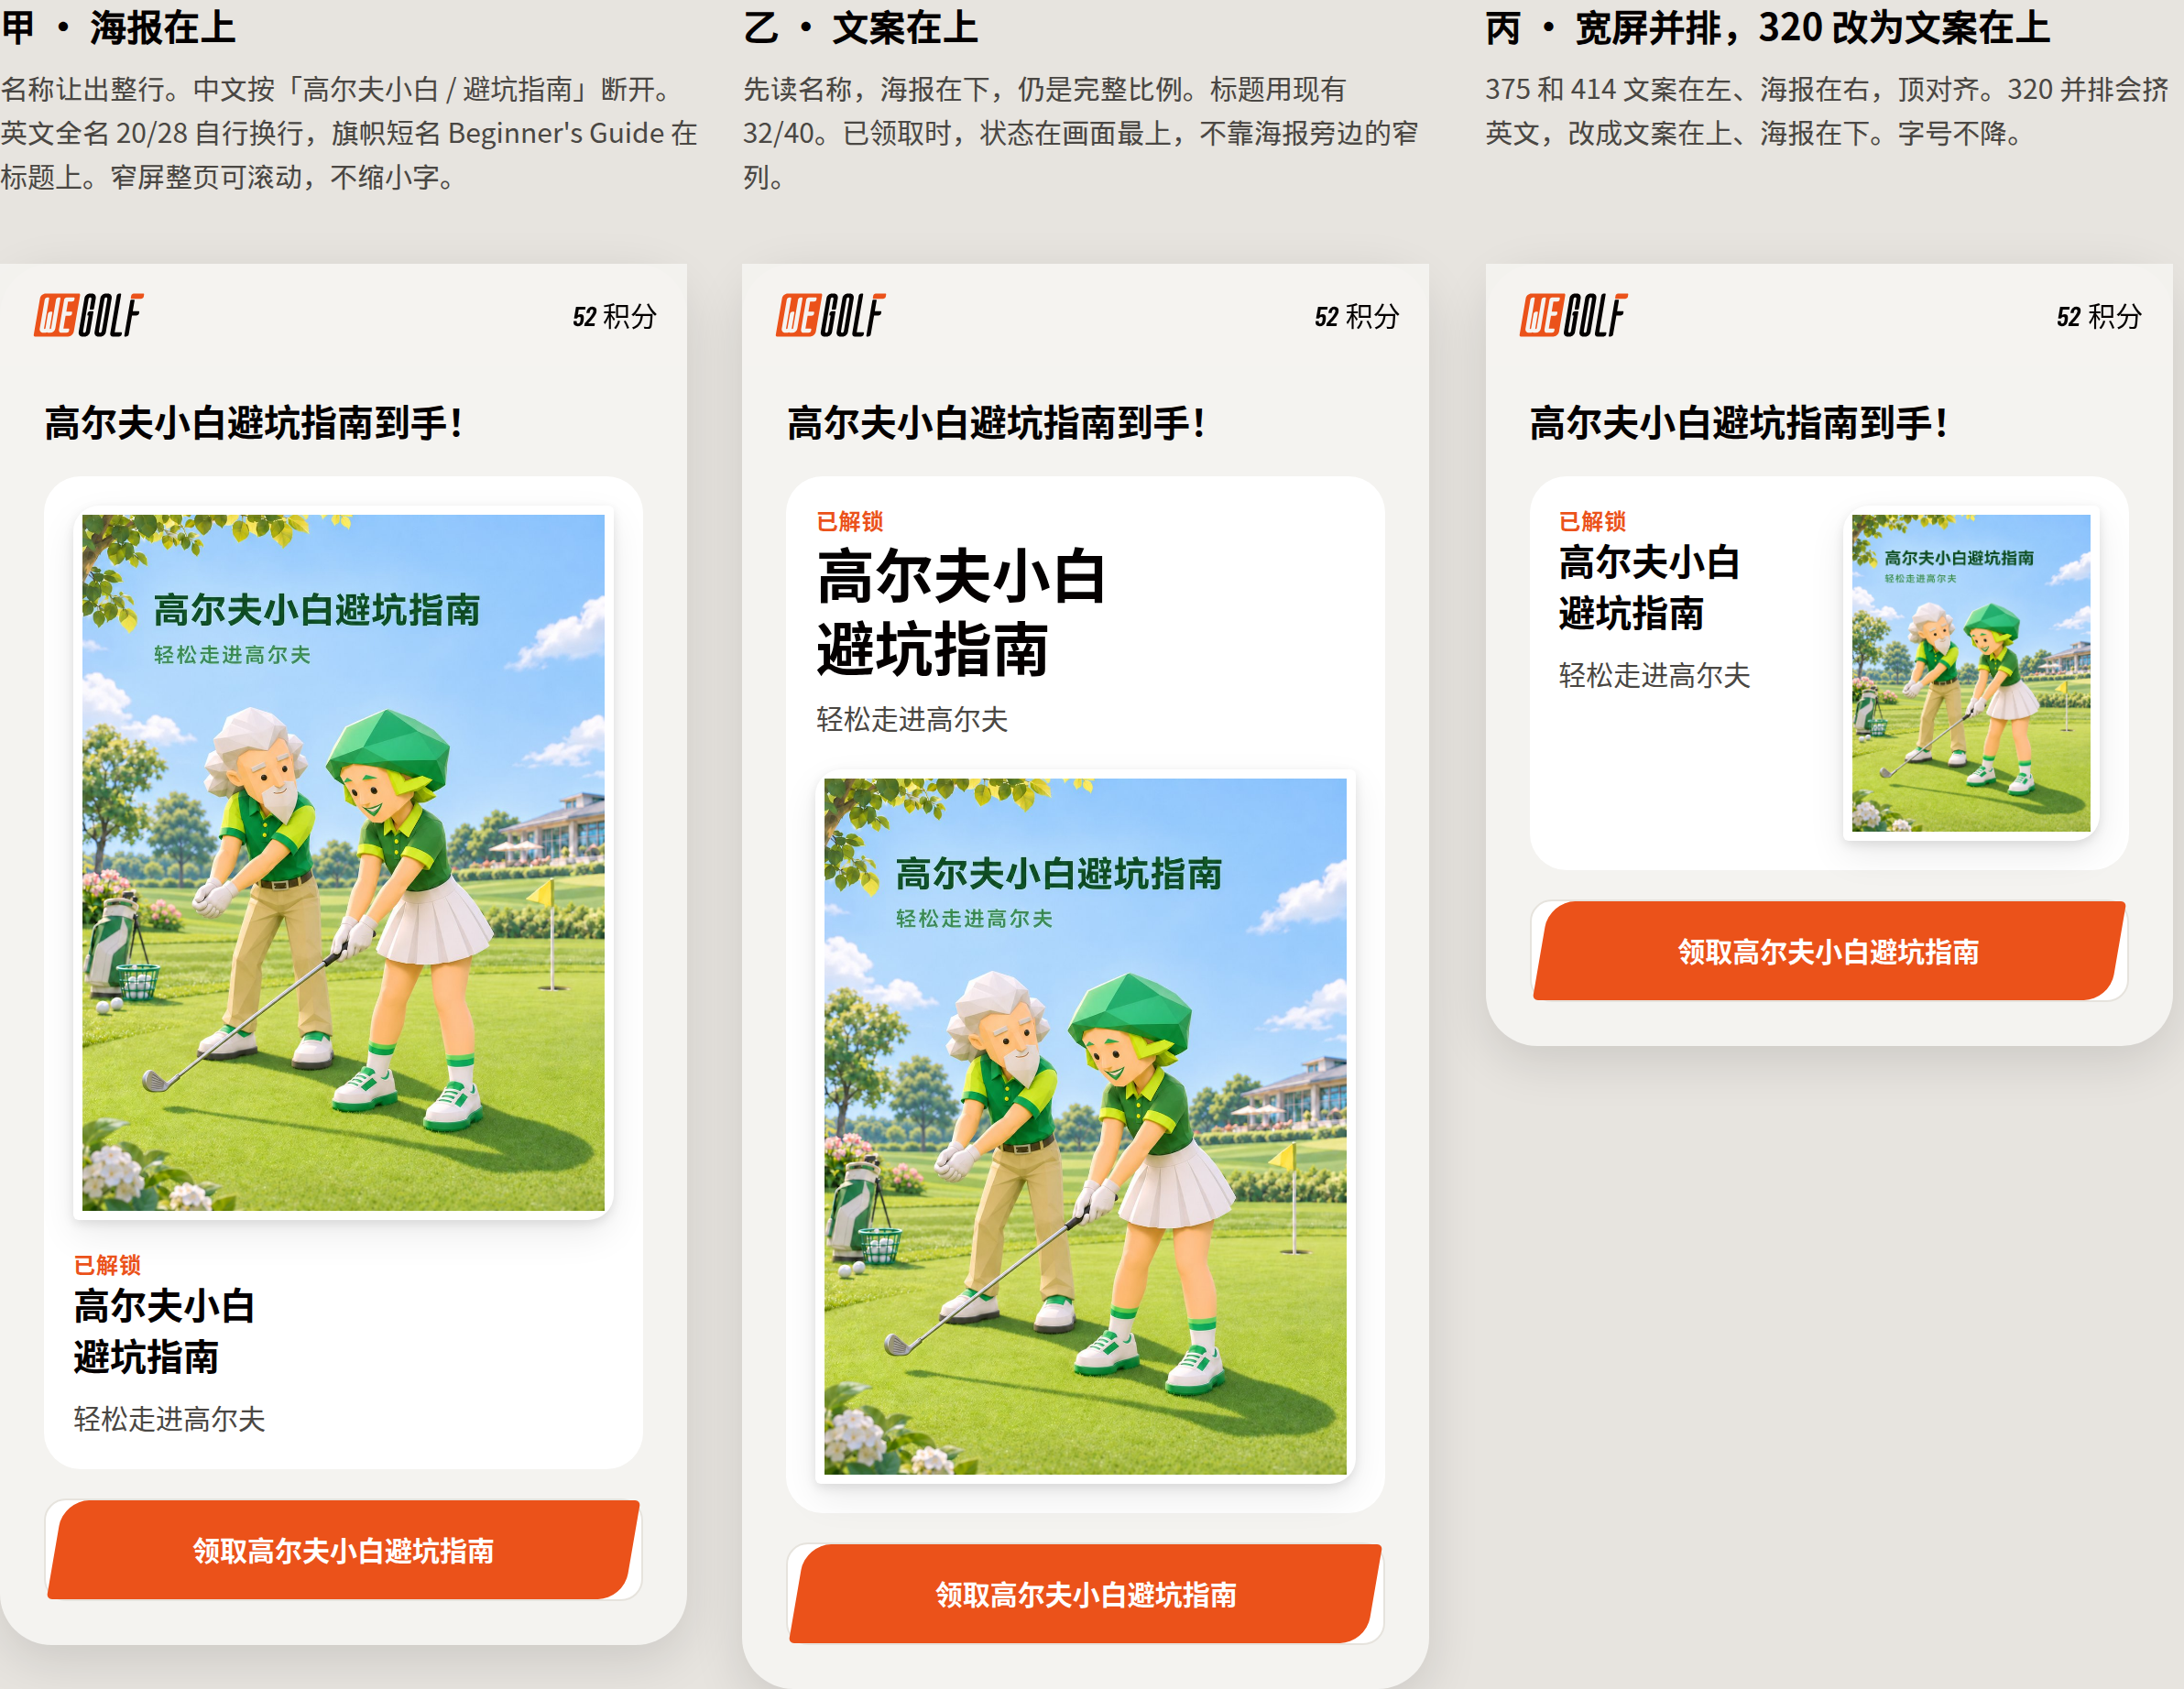 甲 · 海报在上
名称让出整行。中文按「高尔夫小白 / 避坑指南」断开。
英文全名 20/28 自行换行，旗帜短名 Beginner's Guide 在
标题上。窄屏整页可滚动，不缩小字。
WEGOLF
52 积分
高尔夫小白避坑指南到手！
高尔夫小白避坑指南
轻松走进高尔夫
已解锁
高尔夫小白
避坑指南
轻松走进高尔夫
领取高尔夫小白避坑指南
乙 · 文案在上
先读名称，海报在下，仍是完整比例。标题用现有
32/40。已领取时，状态在画面最上，不靠海报旁边的窄
列。
WEGOLF
52 积分
高尔夫小白避坑指南到手！
已解锁
高尔夫小白
避坑指南
轻松走进高尔夫
高尔夫小白避坑指南
轻松走进高尔夫
领取高尔夫小白避坑指南
丙 · 宽屏并排，320 改为文案在上
375 和 414 文案在左、海报在右，顶对齐。320 并排会挤
英文，改成文案在上、海报在下。字号不降。
WEGOLF
52 积分
高尔夫小白避坑指南到手！
已解锁
高尔夫小白
避坑指南
轻松走进高尔夫
高尔夫小白避坑指南
轻松走进高尔夫
领取高尔夫小白避坑指南